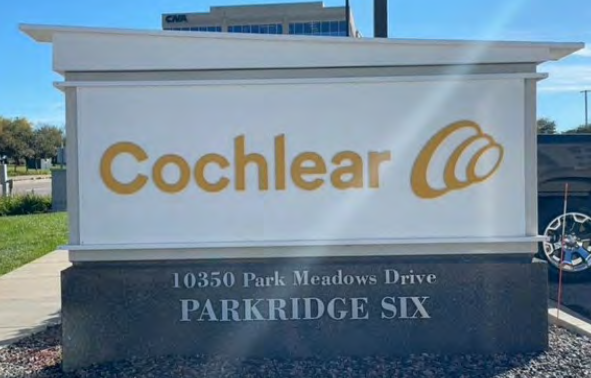 Cochlear
10350 Park Meadows Drive
PARKRIDGE SIX